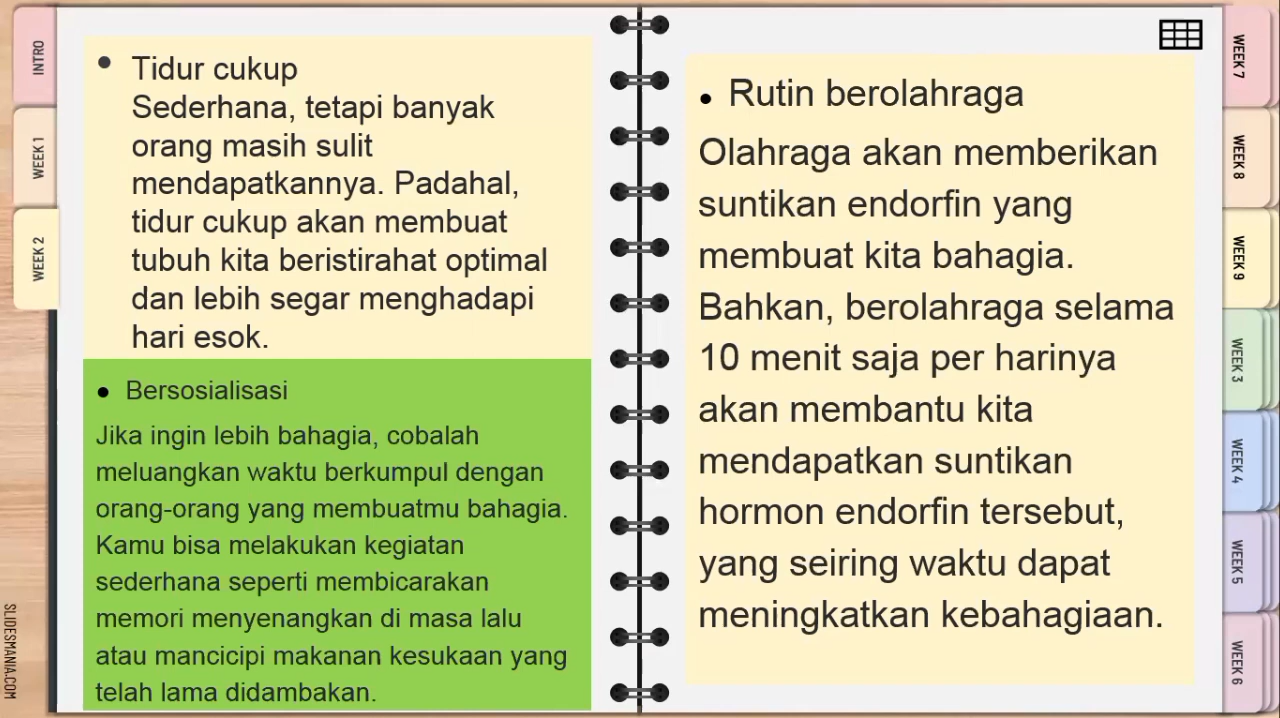 INTRO
WEEK 1
WEEK 2
• Tidur cukup
Sederhana, tetapi banyak
orang masih sulit
mendapatkannya. Padahal,
tidur cukup akan membuat
tubuh kita beristirahat optimal
dan lebih segar menghadapi
hari esok.
• Bersosialisasi
Jika ingin lebih bahagia, cobalah
meluangkan waktu berkumpul dengan
orang-orang yang membuatmu bahagia.
Kamu bisa melakukan kegiatan
sederhana seperti membicarakan
memori menyenangkan di masa lalu
atau mancicipi makanan kesukaan yang
telah lama didambakan.
• Rutin berolahraga
Olahraga akan memberikan
suntikan endorfin yang
membuat kita bahagia.
Bahkan, berolahraga selama
10 menit saja per harinya
akan membantu kita
mendapatkan suntikan
hormon endorfin tersebut,
yang seiring waktu dapat
meningkatkan kebahagiaan.
WEEK 7
WEEK 8
WEEK 9
WEEK 3
WEEK 4
WEEK 5
WEEK 6
SLIDESMANIA.COM